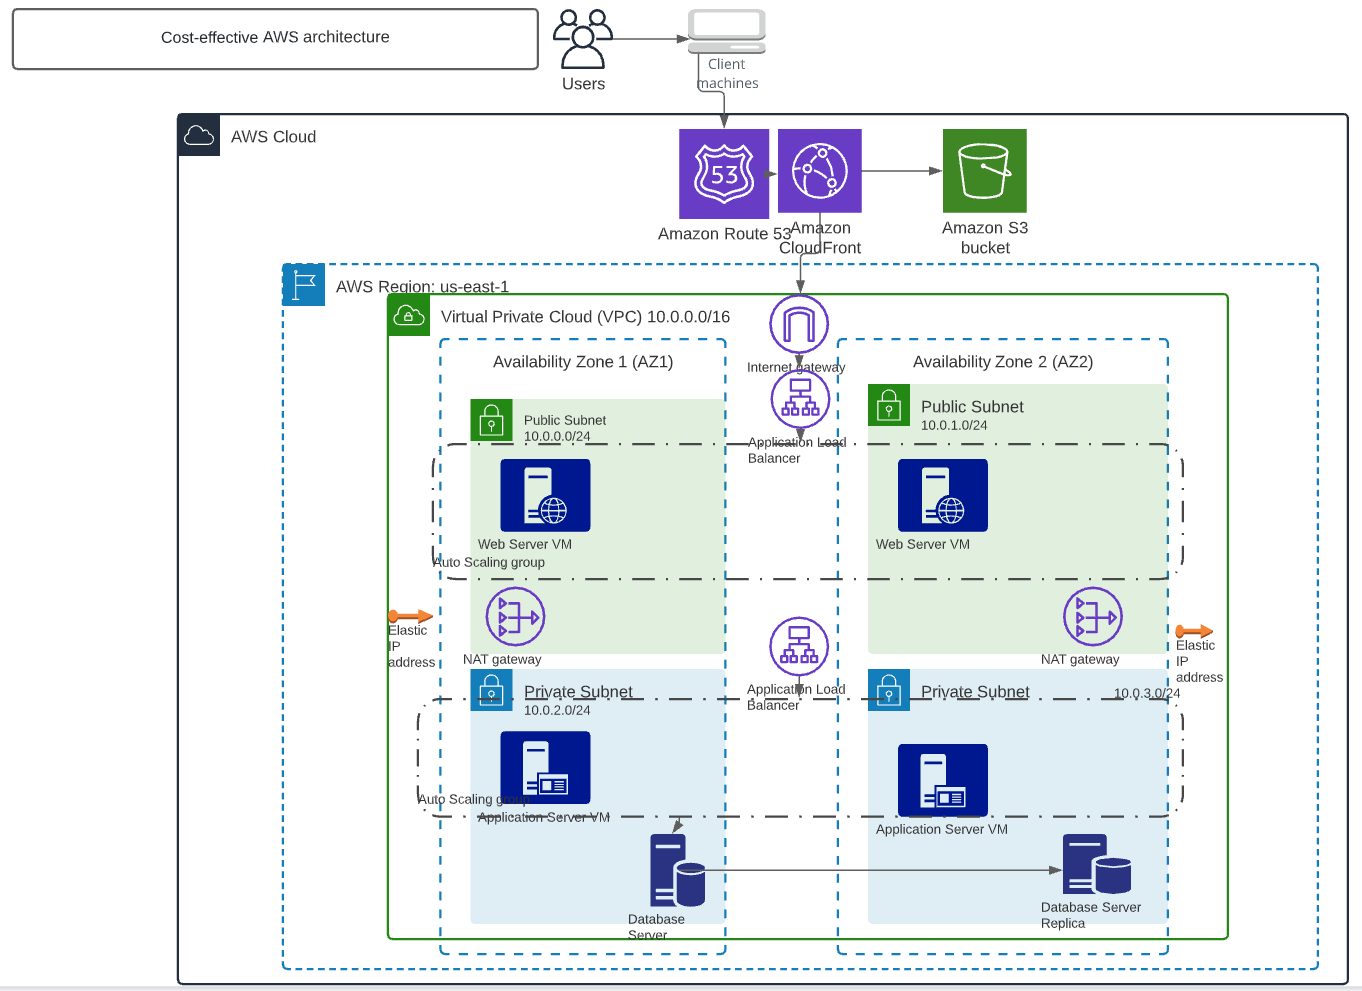 Cost-effective AWS architecture
Users
Client
machines
AWS Cloud
53
Amazon Route 53
Amazon
CloudFront
Amazon S3
bucket
AWS Region: us-east-1
Virtual Private Cloud (VPC) 10.0.0.0/16
Internet gateway
Availability Zone 1 (AZ1)
Availability Zone 2 (AZ2)
Public Subnet
10.0.0.0/24
Application Load
Balancer
Public Subnet
10.0.1.0/24
Web Server VM
Auto Scaling group
Web Server VM
Elastic
IP
address
NAT gateway
NAT gateway
Elastic
IP
address
Application Load
Balancer
Private Subnet
10.0.2.0/24
Private Subnet
10.0.3.0/24
Auto Scaling group
Application Server VM
Application Server VM
Database
Server
Database Server
Replica